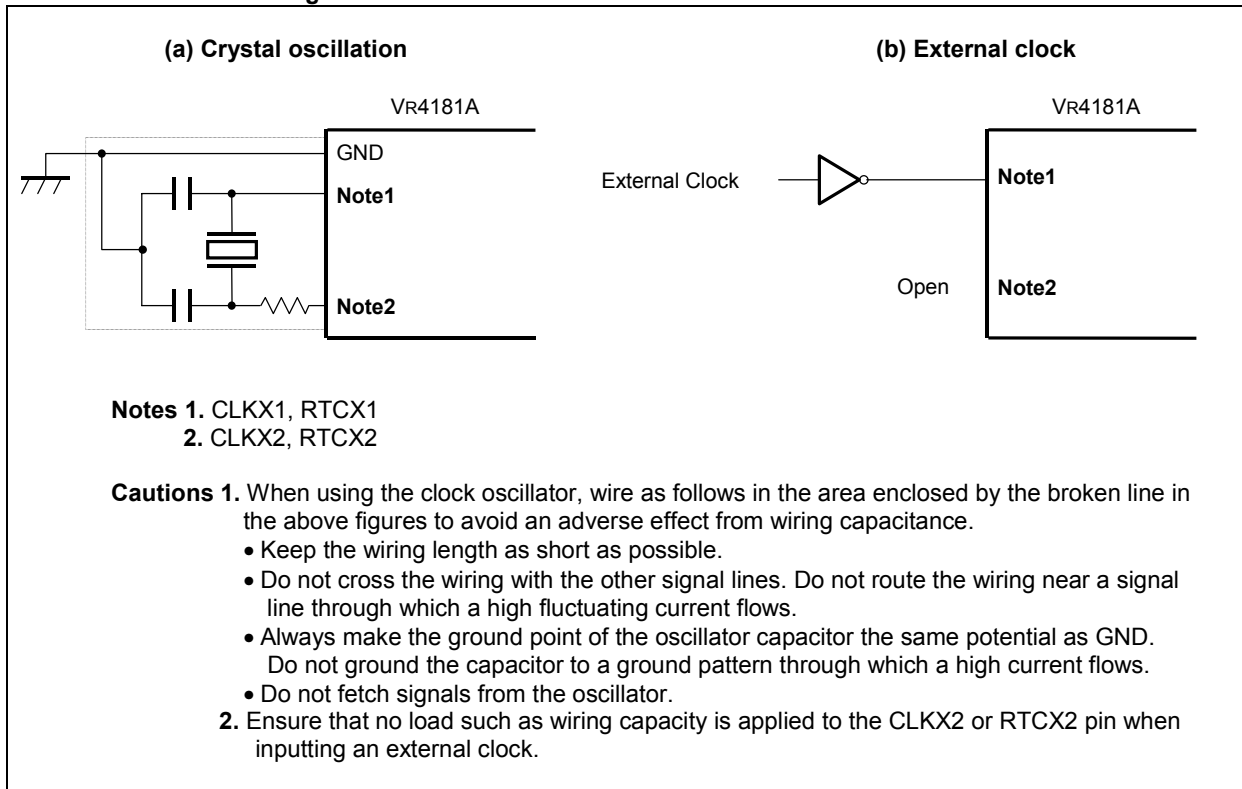 (a) Crystal oscillation
(b) External clock
VR4181A
GND
Note1
Note2
VR4181A
External Clock
Note1
Open
Note2
Notes 1. CLKX1, RTCX1
2. CLKX2, RTCX2
Cautions 1. When using the clock oscillator, wire as follows in the area enclosed by the broken line in
the above figures to avoid an adverse effect from wiring capacitance.
• Keep the wiring length as short as possible.
• Do not cross the wiring with the other signal lines. Do not route the wiring near a signal
line through which a high fluctuating current flows.
• Always make the ground point of the oscillator capacitor the same potential as GND.
Do not ground the capacitor to a ground pattern through which a high current flows.
• Do not fetch signals from the oscillator.
2. Ensure that no load such as wiring capacity is applied to the CLKX2 or RTCX2 pin when
inputting an external clock.